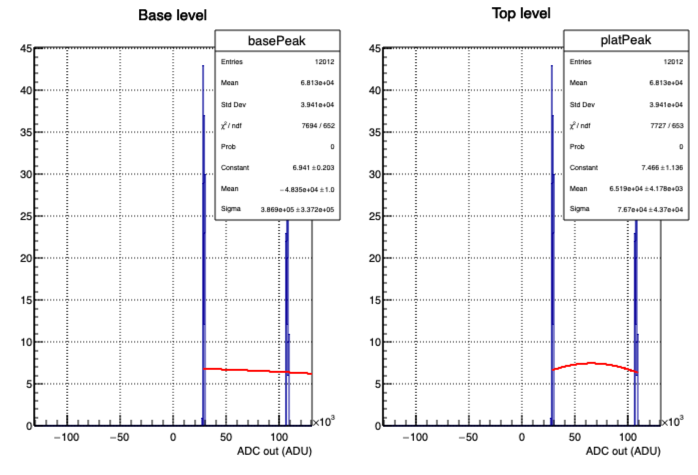 Base level
basePeak
Entries 12012
Mean 6.813e+04
Std Dev 3.941e+04
χ² / ndf 7694 / 652
Prob 0
Constant 6.941 ± 0.203
Mean −4.835e+04 ± 1.0
Sigma 3.869e+05 ± 3.372e+05
45
40
35
30
25
20
15
10
5
0
−100 −50 0 50 100
×10³
ADC out (ADU)
Top level
platPeak
Entries 12012
Mean 6.813e+04
Std Dev 3.941e+04
χ² / ndf 7727 / 653
Prob 0
Constant 7.466 ± 1.136
Mean 6.519e+04 ± 4.178e+03
Sigma 7.67e+04 ± 4.37e+04
45
40
35
30
25
20
15
10
5
0
−100 −50 0 50 100
×10³
ADC out (ADU)